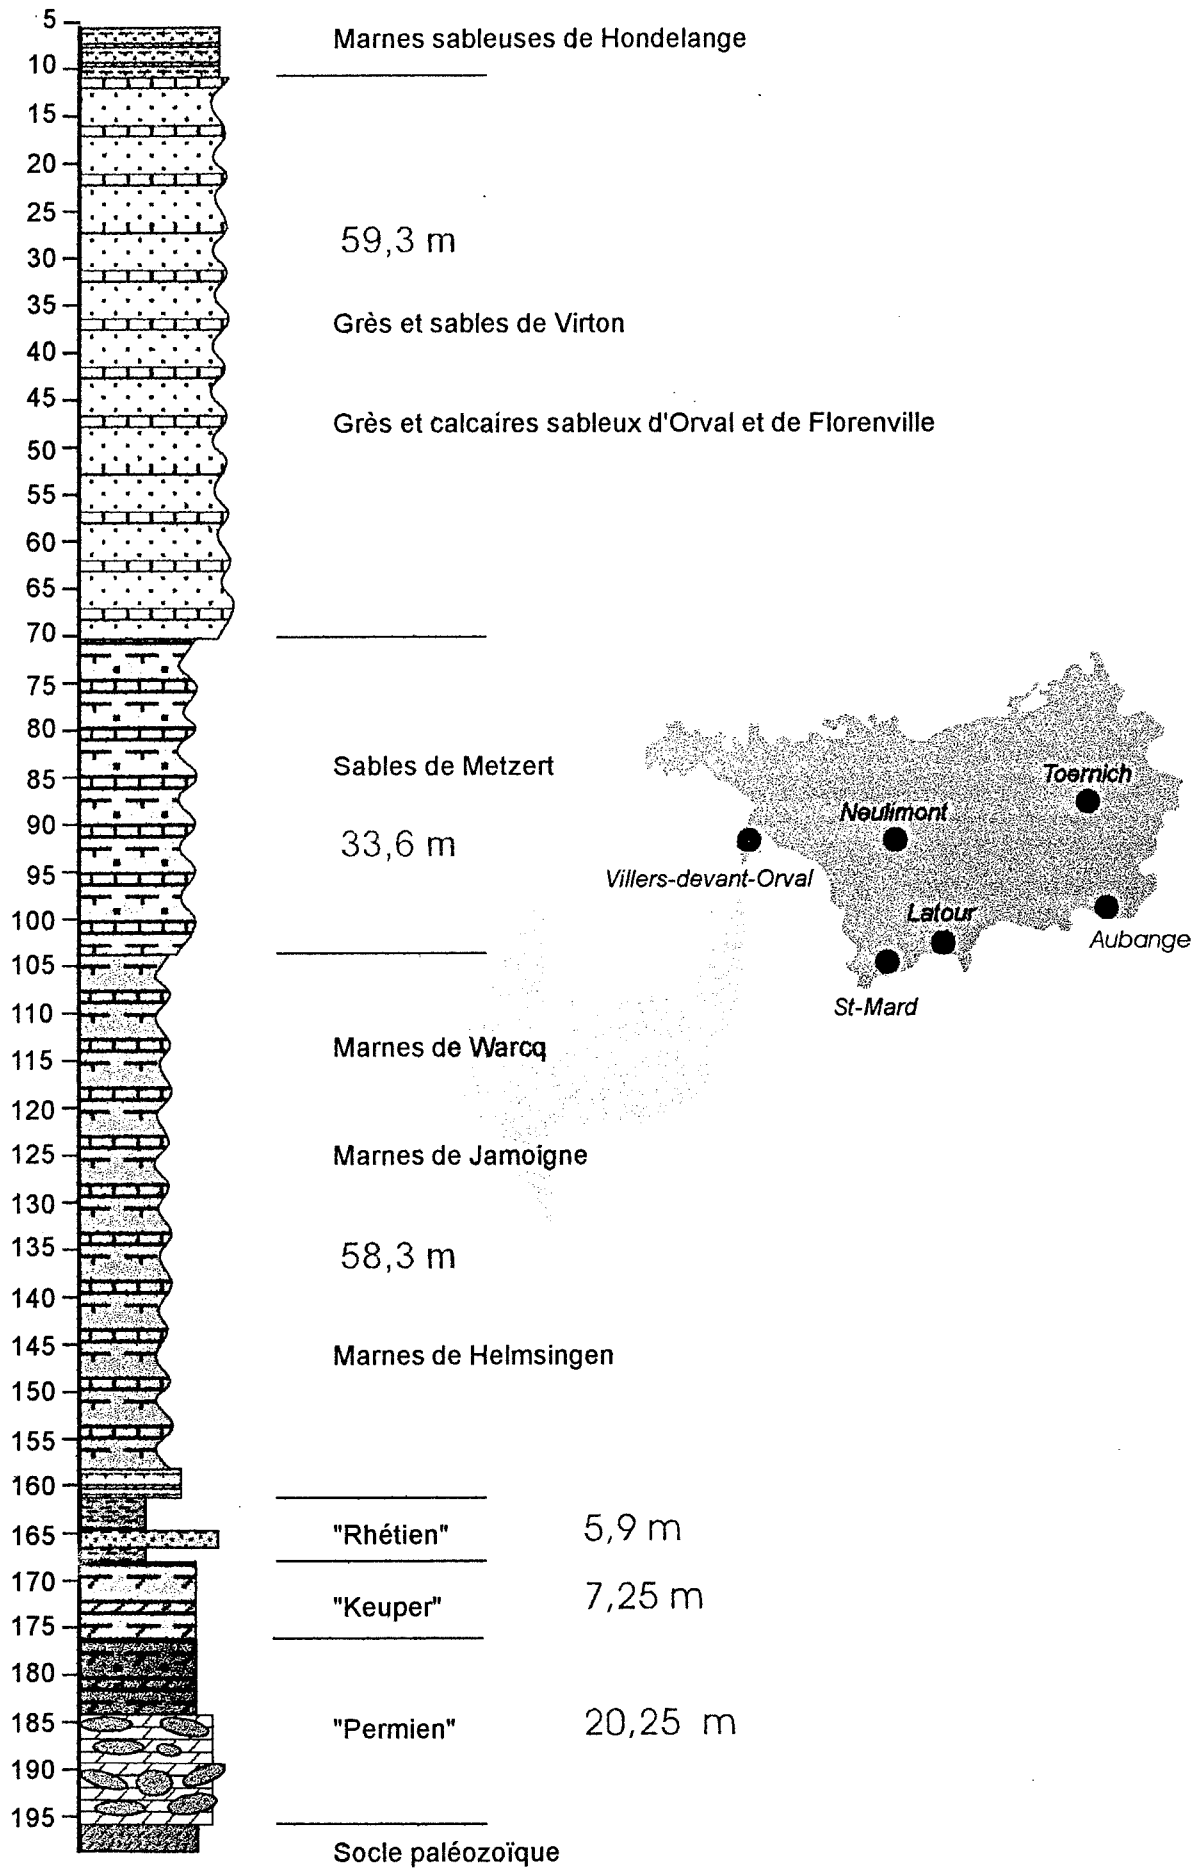 5
Marnes sableuses de Hondelange
10
15
20
25
59,3 m
30
35
Grès et sables de Virton
40
45
Grès et calcaires sableux d'Orval et de Florenville
50
55
60
65
70
75
80
Sables de Metzert
85
90
33,6 m
95
100
105
110
Marnes de Warcq
115
120
125
Marnes de Jamoigne
130
135
58,3 m
140
145
Marnes de Helmsingen
150
155
160
165
"Rhétien" 5,9 m
170
"Keuper" 7,25 m
175
180
185
"Permien" 20,25 m
190
195
Socle paléozoïque
Toernich
Neulimont
Villers-devant-Orval
Latour
Aubange
St-Mard